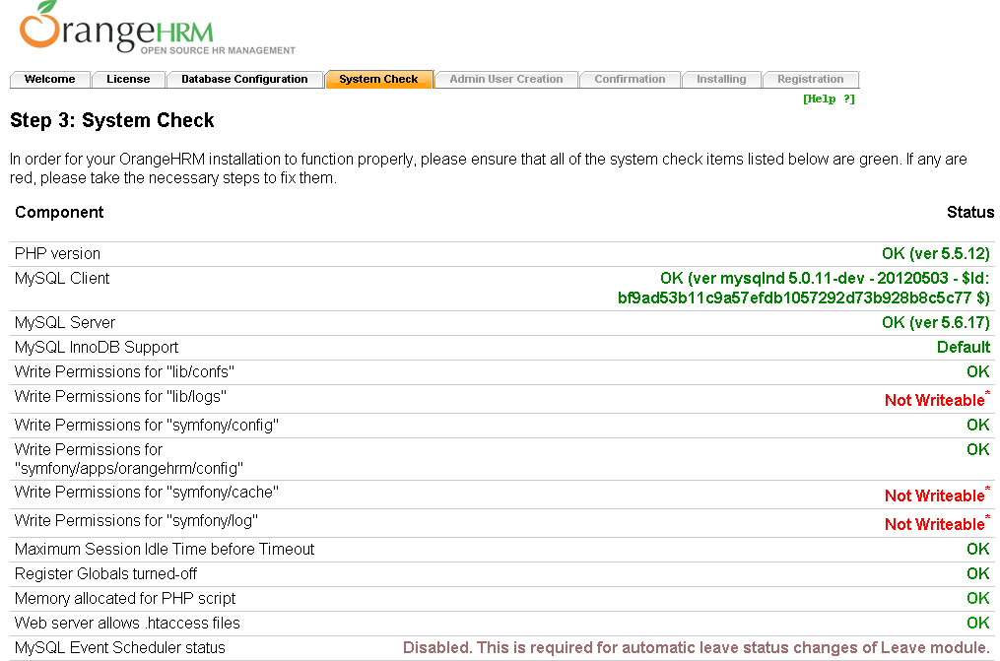 OrangeHRM
OPEN SOURCE HR MANAGEMENT
Welcome License Database Configuration System Check Admin User Creation Confirmation Installing Registration
[Help ?]
Step 3: System Check
In order for your OrangeHRM installation to function properly, please ensure that all of the system check items listed below are green. If any are
red, please take the necessary steps to fix them.
Component Status
PHP version OK (ver 5.5.12)
MySQL Client OK (ver mysqlnd 5.0.11-dev - 20120503 - $Id:
bf9ad53b11c9a57efdb1057292d73b928b8c5c77 $)
MySQL Server OK (ver 5.6.17)
MySQL InnoDB Support Default
Write Permissions for "lib/confs" OK
Write Permissions for "lib/logs" Not Writeable*
Write Permissions for "symfony/config" OK
Write Permissions for OK
"symfony/apps/orangehrm/config"
Write Permissions for "symfony/cache" Not Writeable*
Write Permissions for "symfony/log" Not Writeable*
Maximum Session Idle Time before Timeout OK
Register Globals turned-off OK
Memory allocated for PHP script OK
Web server allows .htaccess files OK
MySQL Event Scheduler status Disabled. This is required for automatic leave status changes of Leave module.